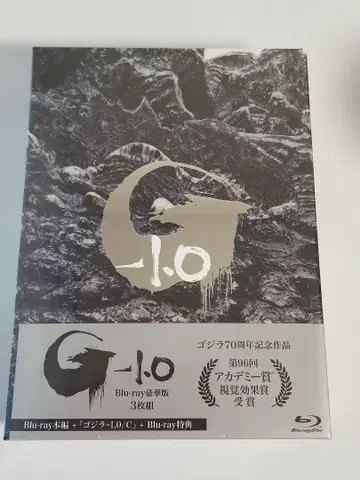 G-1.0
G-1.0
Blu-ray豪華版
3枚組
ゴジラ70周年記念作品
第96回
アカデミー賞®
視覚効果賞
受賞
Blu-ray本編 +『ゴジラ-1.0/C』+ Blu-ray特典
Blu-ray Disc